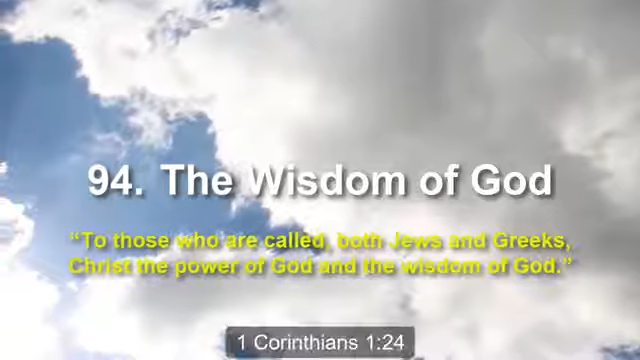 94. The Wisdom of God
“To those who are called, both Jews and Greeks,
Christ the power of God and the wisdom of God.”
1 Corinthians 1:24